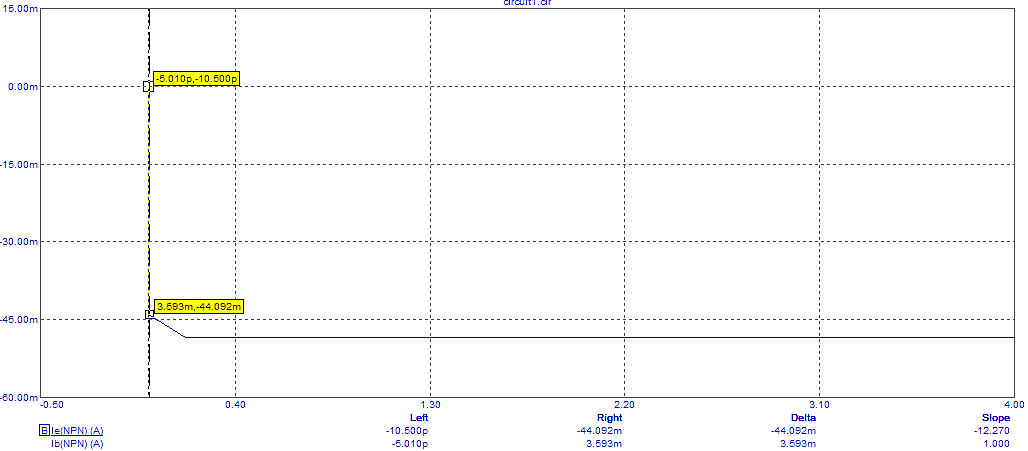 circuit1.cir
15.00m
-5.010p,-10.500p
0.00m
-15.00m
-30.00m
3.593m,-44.092m
-45.00m
-60.00m
-0.50 0.40 1.30 2.20 3.10 4.00
Left Right Delta Slope
B Ie(NPN) (A) -10.500p -44.092m -44.092m -12.270
Ib(NPN) (A) -5.010p 3.593m 3.593m 1.000